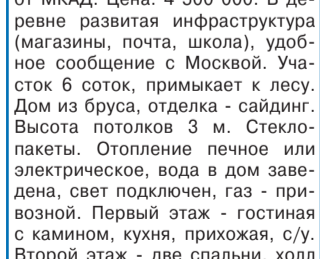 от МКАД. Цена: 4 500 000. В де-
ревне развитая инфраструктура
(магазины, почта, школа), удоб-
ное сообщение с Москвой. Уча-
сток 6 соток, примыкает к лесу.
Дом из бруса, отделка - сайдинг.
Высота потолков 3 м. Стекло-
пакеты. Отопление печное или
электрическое, вода в дом заве-
дена, свет подключен, газ - при-
возной. Первый этаж - гостиная
с камином, кухня, прихожая, с/у.
Второй этаж - две спальни, холл